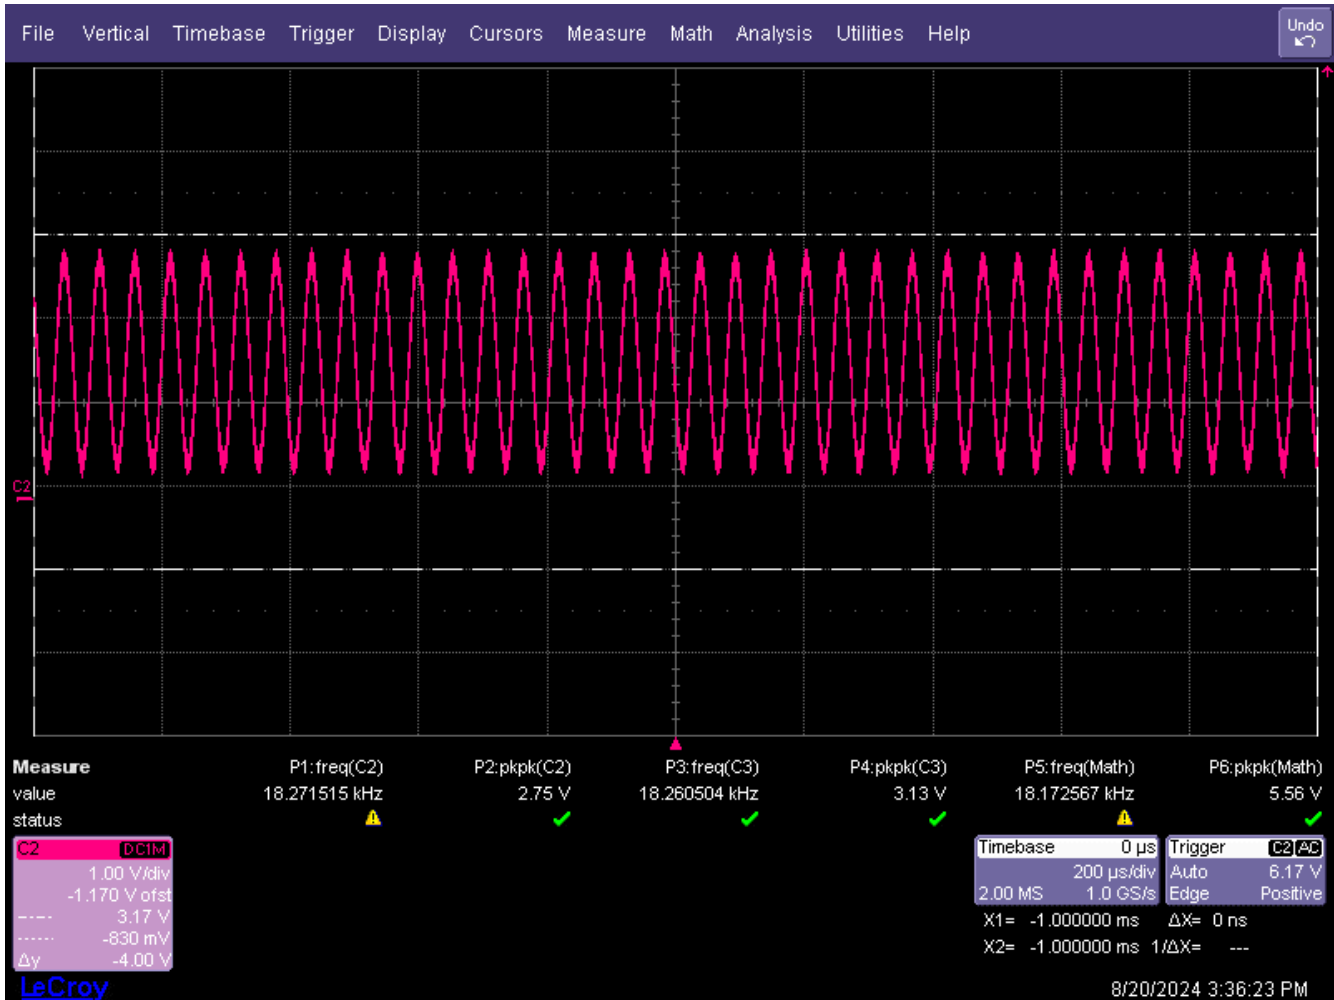 File Vertical Timebase Trigger Display Cursors Measure Math Analysis Utilities Help Undo
C2
Measure P1:freq(C2) P2:pkpk(C2) P3:freq(C3) P4:pkpk(C3) P5:freq(Math) P6:pkpk(Math)
value 18.271515 kHz 2.75 V 18.260504 kHz 3.13 V 18.172567 kHz 5.56 V
status
C2 DC1M
1.00 V/div
-1.170 V ofst
3.17 V
-830 mV
Δy -4.00 V
Timebase 0 µs
200 µs/div
2.00 MS 1.0 GS/s
Trigger C2 AC
Auto 6.17 V
Edge Positive
X1= -1.000000 ms ΔX= 0 ns
X2= -1.000000 ms 1/ΔX= ---
LeCroy
8/20/2024 3:36:23 PM